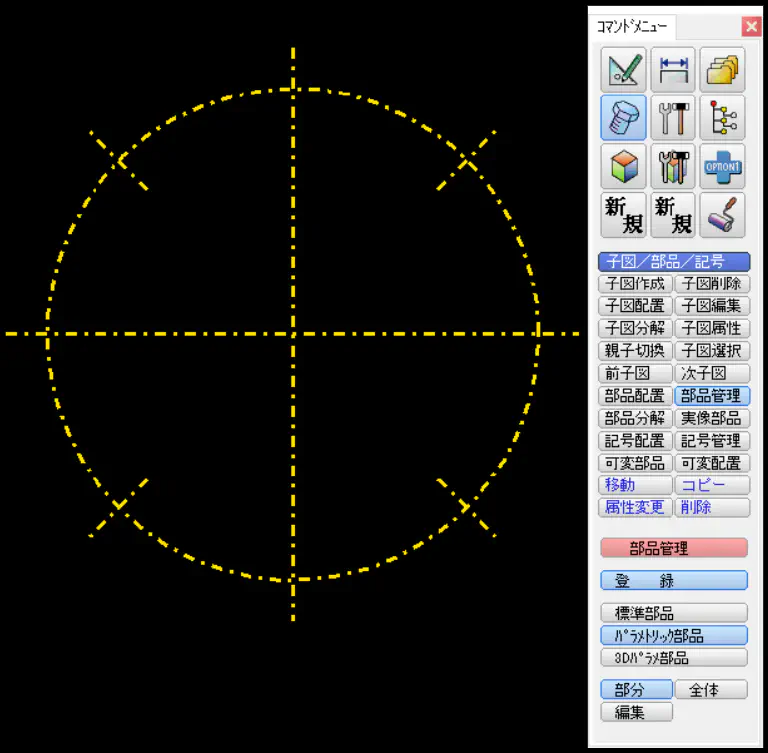 コマンドメニュー
OPTION1
新規 新規
子図／部品／記号
子図作成 子図削除
子図配置 子図編集
子図分解 子図属性
親子切換 子図選択
前子図 次子図
部品配置 部品管理
部品分解 実像部品
記号配置 記号管理
可変部品 可変配置
移動 コピー
属性変更 削除
部品管理
登　　録
標準部品
ﾊﾟﾗﾒﾄﾘｯｸ部品
3Dﾊﾟﾗﾒ部品
部分 全体
編集